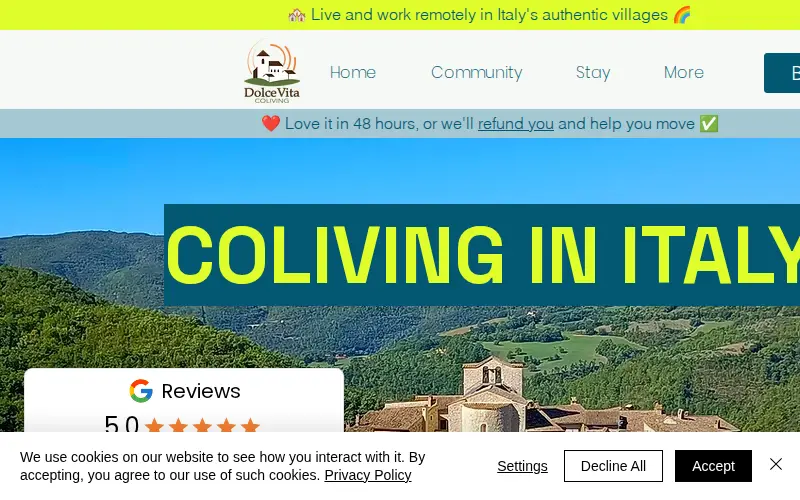 🏘️ Live and work remotely in Italy's authentic villages 🌈
DolceVita
COLIVING
Home
Community
Stay
More
B
❤️ Love it in 48 hours, or we'll refund you and help you move ✅
COLIVING IN ITALY
Reviews
5.0
We use cookies on our website to see how you interact with it. By
accepting, you agree to our use of such cookies. Privacy Policy
Settings
Decline All
Accept